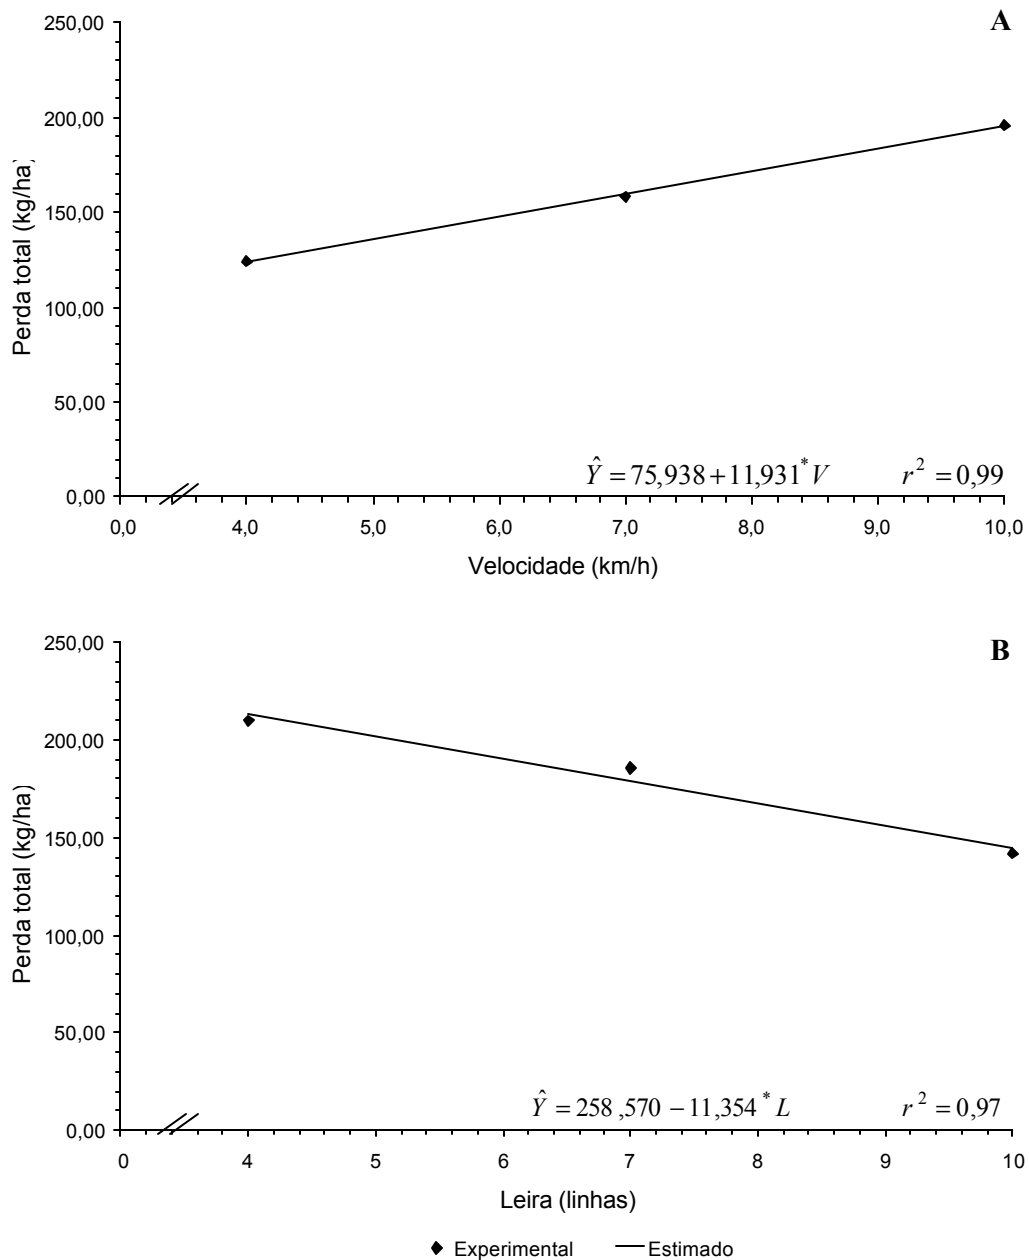 A
250,00
200,00
150,00
100,00
50,00
0,00
Perda total (kg/ha)
Ŷ = 75,938 + 11,931* V r² = 0,99
0,0 4,0 5,0 6,0 7,0 8,0 9,0 10,0
Velocidade (km/h)
B
250,00
200,00
150,00
100,00
50,00
0,00
Perda total (kg/ha)
Ŷ = 258 ,570 − 11,354 * L r² = 0,97
0 4 5 6 7 8 9 10
Leira (linhas)
Experimental Estimado